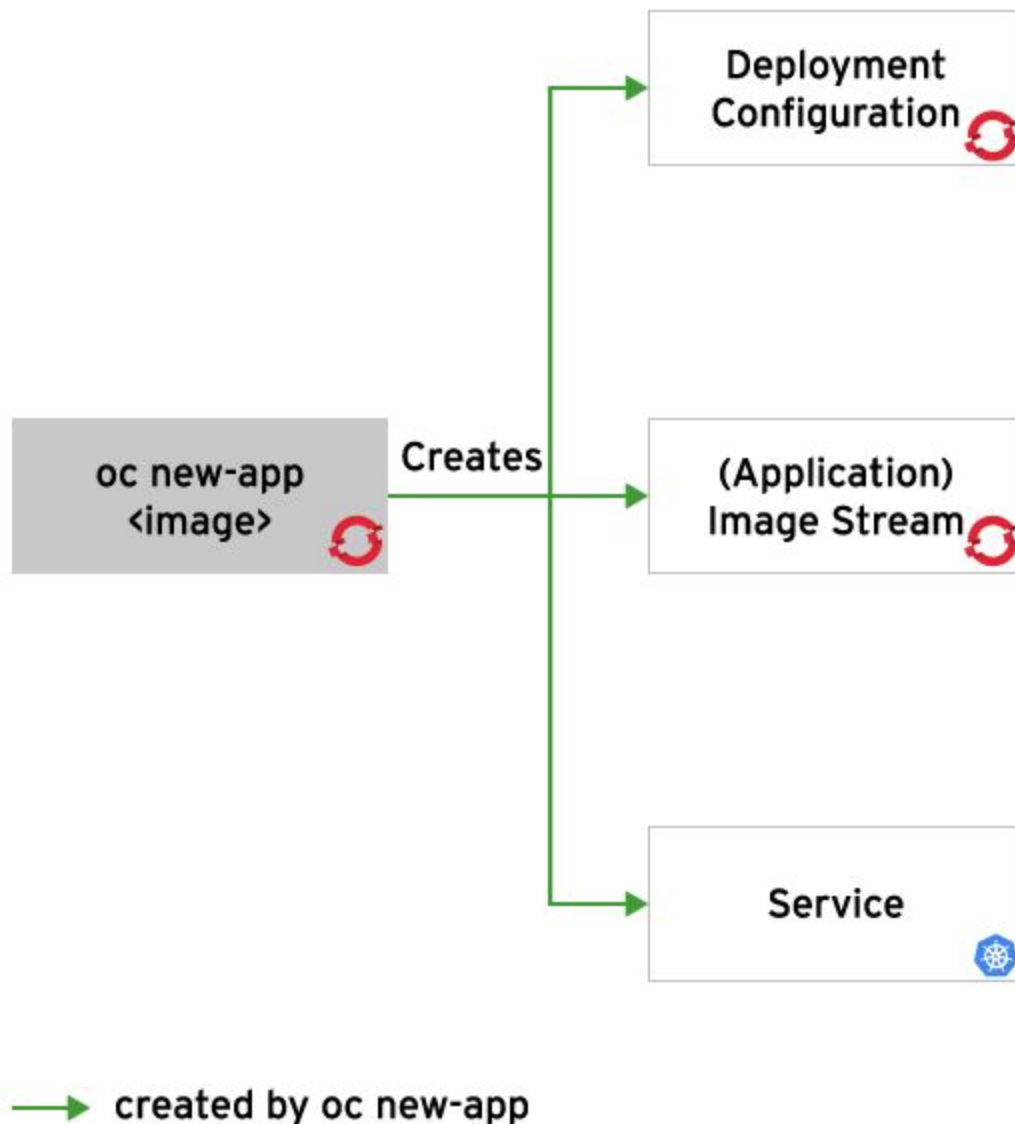 Deployment
Configuration
oc new-app
<image>
Creates
(Application)
Image Stream
Service
created by oc new-app